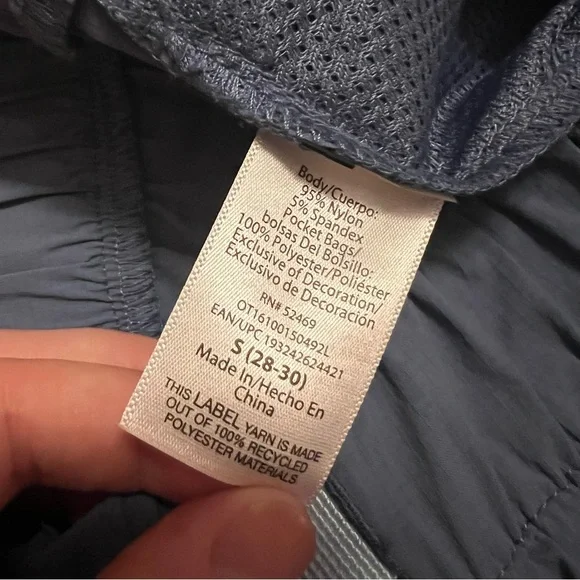 Body/Cuerpo:
95% Nylon
5% Spandex
Pocket Bags/
bolsas Del Bolsillo:
100% Polyester/Poliéster
Exclusive of Decoration/
Exclusivo de Decoración
RN# 52469
OT16100150492L
EAN/UPC 193242624421
S (28-30)
Made In/Hecho En
China
THIS LABEL YARN IS MADE
OUT OF 100% RECYCLED
POLYESTER MATERIALS